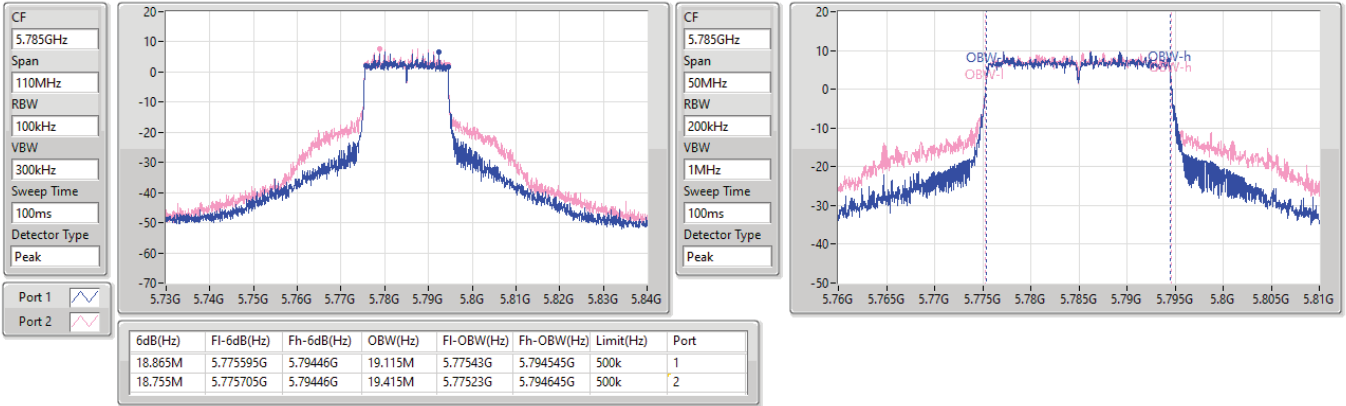 CF
5.785GHz
Span
110MHz
RBW
100kHz
VBW
300kHz
Sweep Time
100ms
Detector Type
Peak
Port 1
Port 2
20
10
0
-10
-20
-30
-40
-50
-60
-70
5.73G 5.74G 5.75G 5.76G 5.77G 5.78G 5.79G 5.8G 5.81G 5.82G 5.83G 5.84G
CF
5.785GHz
Span
50MHz
RBW
200kHz
VBW
1MHz
Sweep Time
100ms
Detector Type
Peak
20
10
0
-10
-20
-30
-40
-50
OBW-h
OBW-l OBW-h
5.76G 5.765G 5.77G 5.775G 5.78G 5.785G 5.79G 5.795G 5.8G 5.805G 5.81G
6dB(Hz) Fl-6dB(Hz) Fh-6dB(Hz) OBW(Hz) Fl-OBW(Hz) Fh-OBW(Hz) Limit(Hz) Port
18.865M 5.775595G 5.79446G 19.115M 5.77543G 5.794545G 500k 1
18.755M 5.775705G 5.79446G 19.415M 5.77523G 5.794645G 500k 2